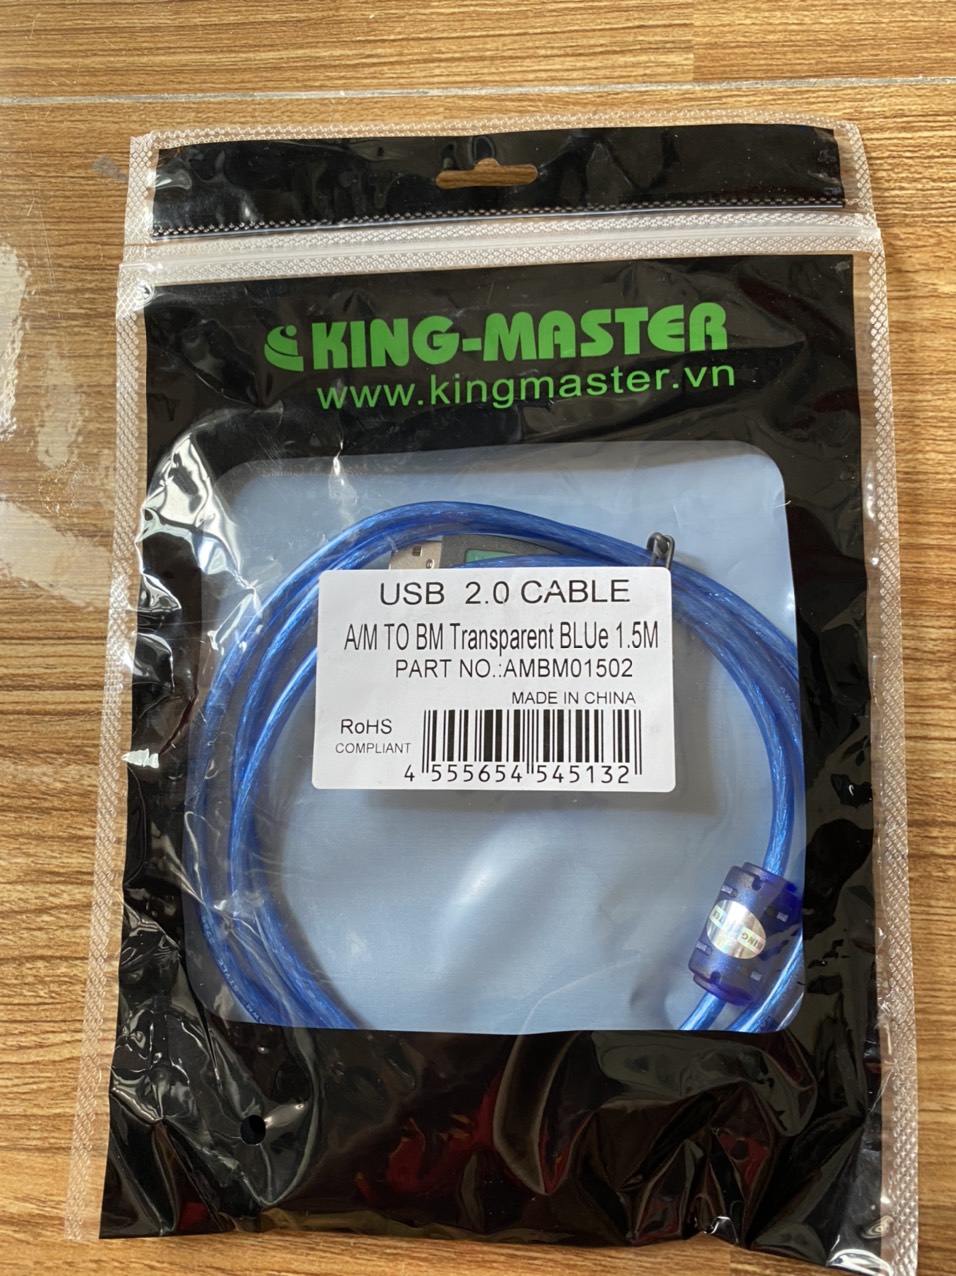 KING-MASTER
www.kingmaster.vn
USB 2.0 CABLE
A/M TO BM Transparent BLUe 1.5M
PART NO.:AMBM01502
MADE IN CHINA
RoHS
COMPLIANT
4 555654 545132